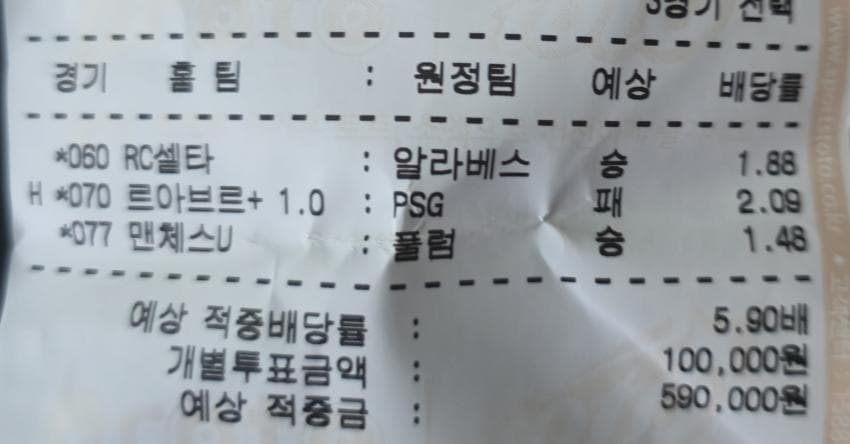 3경기 선택
경기 홈 팀 : 원정팀 예상 배당률
*060 RC셀타 : 알라베스 승 1.88
H *070 르아브르+ 1.0 : PSG 패 2.09
*077 맨체스U : 풀럼 승 1.48
예상 적중배당률 : 5.90배
개별투표금액 : 100,000원
예상 적중금 : 590,000원